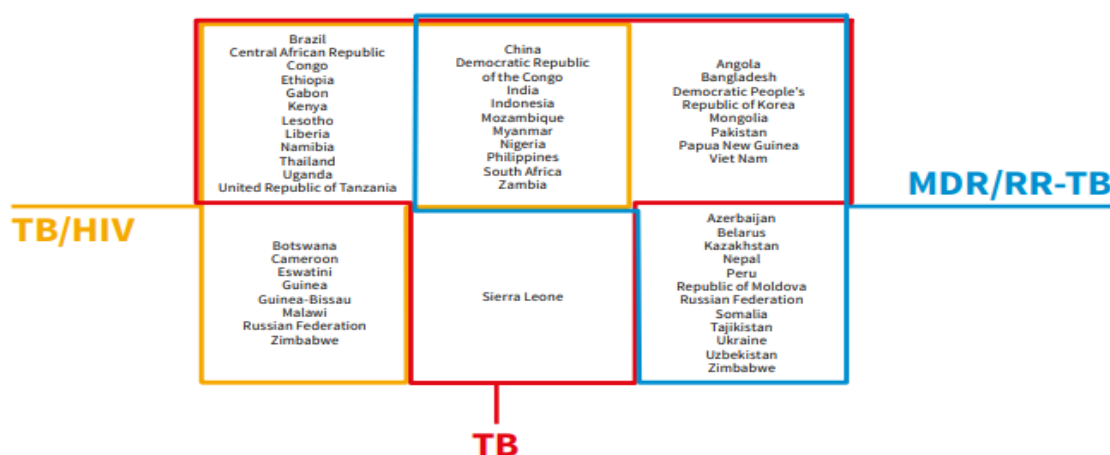 Brazil
Central African Republic
Congo
Ethiopia
Gabon
Kenya
Lesotho
Liberia
Namibia
Thailand
Uganda
United Republic of Tanzania
China
Democratic Republic
of the Congo
India
Indonesia
Mozambique
Myanmar
Nigeria
Philippines
South Africa
Zambia
Angola
Bangladesh
Democratic People's
Republic of Korea
Mongolia
Pakistan
Papua New Guinea
Viet Nam
MDR/RR-TB
TB/HIV
Botswana
Cameroon
Eswatini
Guinea
Guinea-Bissau
Malawi
Russian Federation
Zimbabwe
Sierra Leone
Azerbaijan
Belarus
Kazakhstan
Nepal
Peru
Republic of Moldova
Russian Federation
Somalia
Tajikistan
Ukraine
Uzbekistan
Zimbabwe
TB